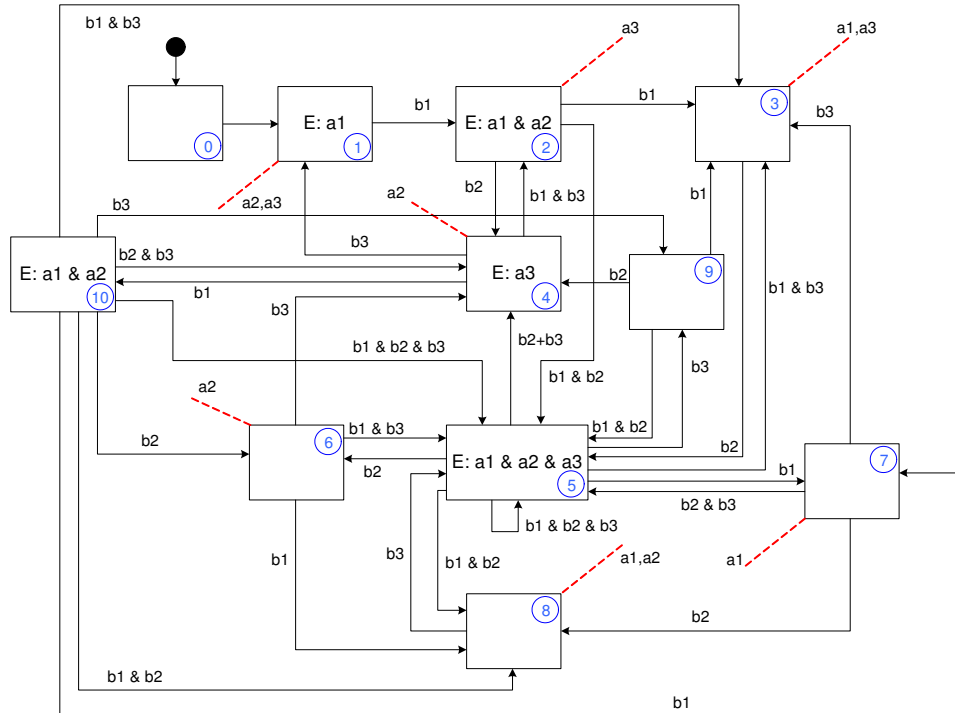 b1 & b3
a3
a1,a3
E: a1
E: a1 & a2
3
b1
b1
b3
0
1
2
a2
b2
b1 & b3
b1
b3
a2,a3
b3
E: a1 & a2
b2 & b3
E: a3
b2
9
10
b1
4
b1 & b3
b3
b2+b3
b1 & b2 & b3
b3
b1 & b2
a2
b1 & b3
b1 & b2
b2
6
b2
b2
E: a1 & a2 & a3
7
5
b1
b2 & b3
b1 & b2 & b3
b1
b3
b1 & b2
a1,a2
a1
8
b2
b1 & b2
b1